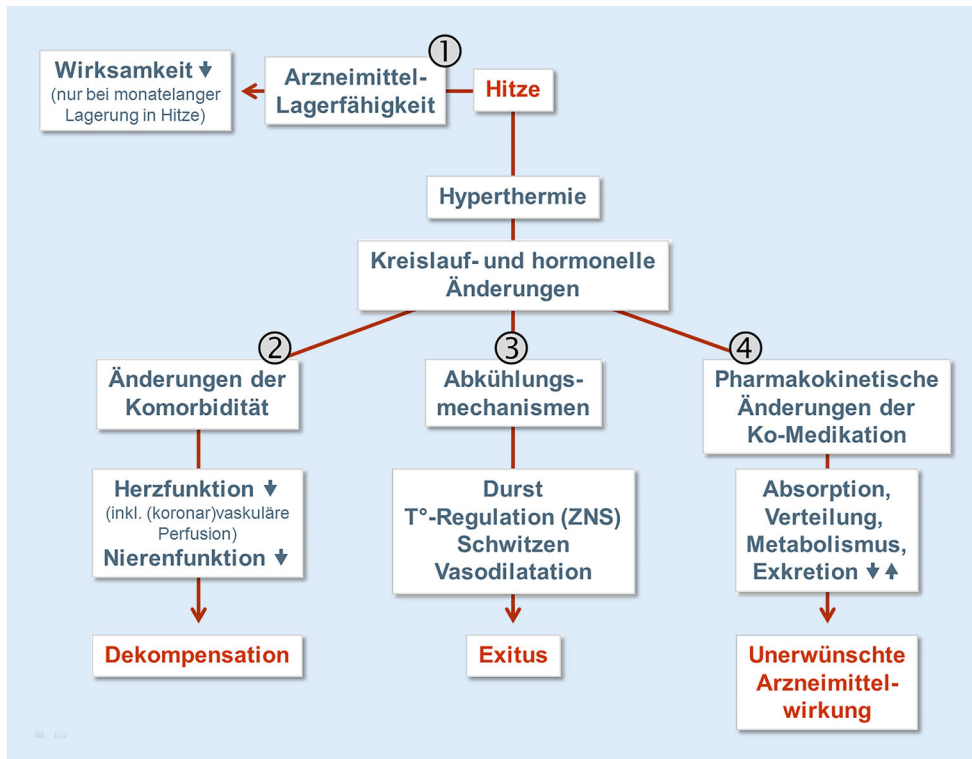 1
Wirksamkeit ↓
(nur bei monatelanger
Lagerung in Hitze)
Arzneimittel-
Lagerfähigkeit
Hitze
Hyperthermie
Kreislauf- und hormonelle
Änderungen
2
Änderungen der
Komorbidität
Herzfunktion ↓
(inkl. (koronar)vaskuläre
Perfusion)
Nierenfunktion ↓
Dekompensation
3
Abkühlungs-
mechanismen
Durst
T°-Regulation (ZNS)
Schwitzen
Vasodilatation
Exitus
4
Pharmakokinetische
Änderungen der
Ko-Medikation
Absorption,
Verteilung,
Metabolismus,
Exkretion ↓ ↑
Unerwünschte
Arzneimittel-
wirkung